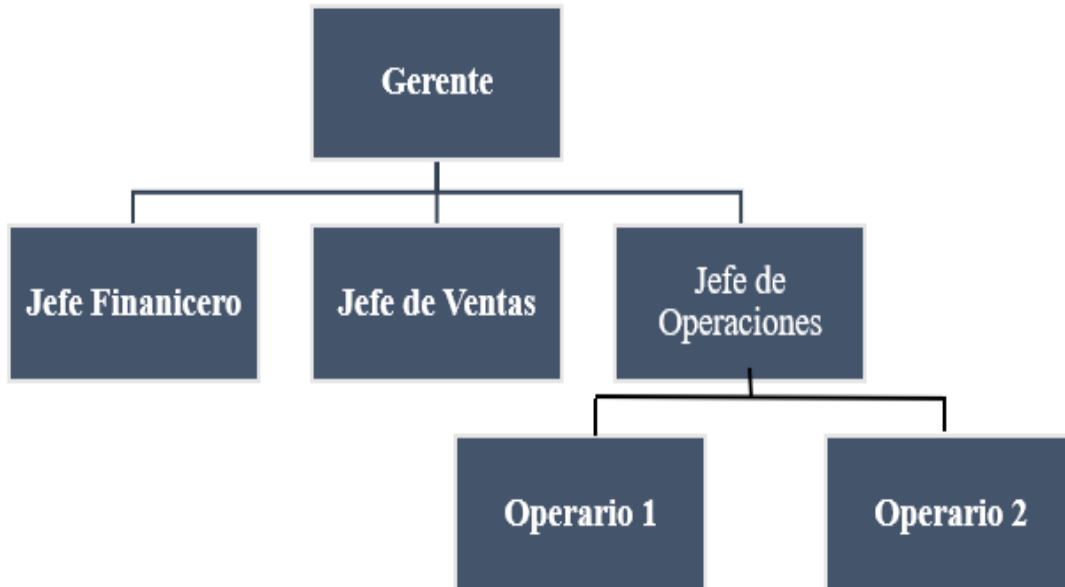 Gerente
Jefe Finanicero
Jefe de Ventas
Jefe de
Operaciones
Operario 1
Operario 2